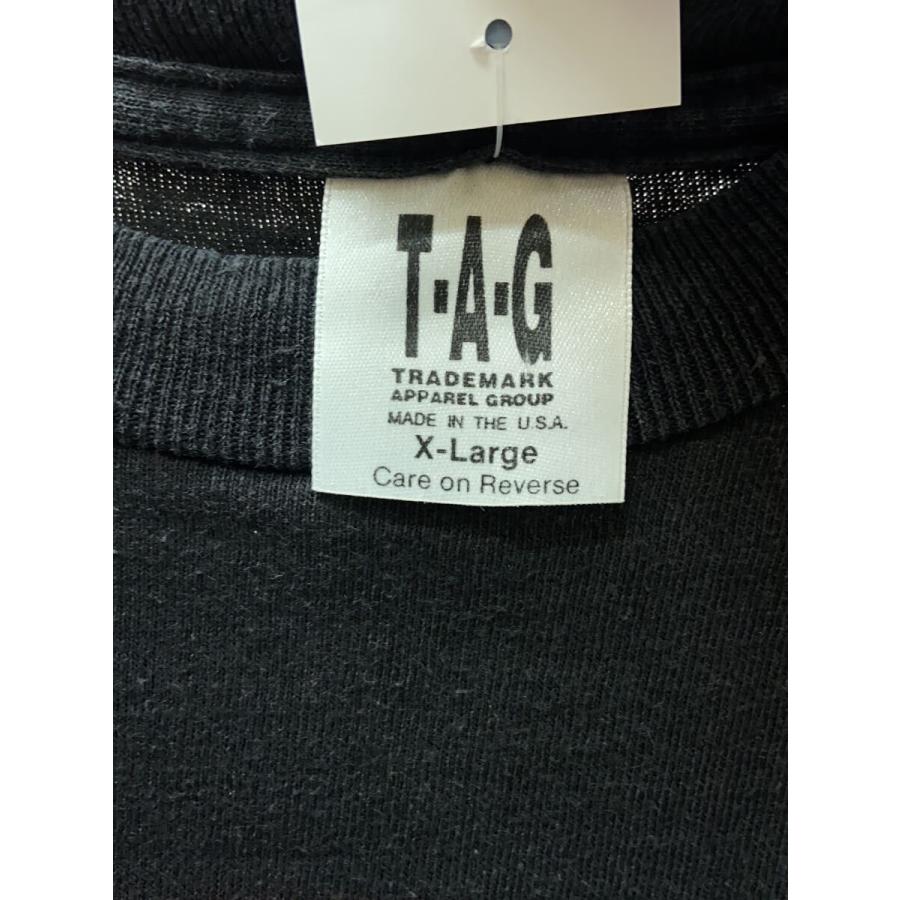 T·A·G
TRADEMARK
APPAREL GROUP
MADE IN THE U.S.A.
X-Large
Care on Reverse